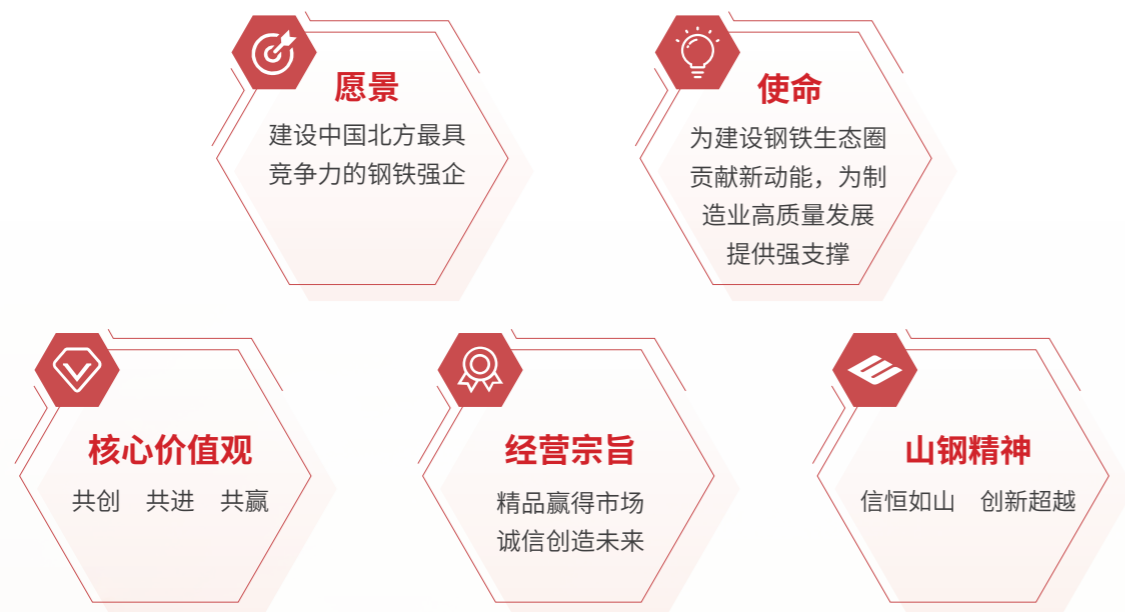 愿景
建设中国北方最具
竞争力的钢铁强企
使命
为建设钢铁生态圈
贡献新动能，为制
造业高质量发展
提供强支撑
核心价值观
共创 共进 共赢
经营宗旨
精品赢得市场
诚信创造未来
山钢精神
信恒如山 创新超越